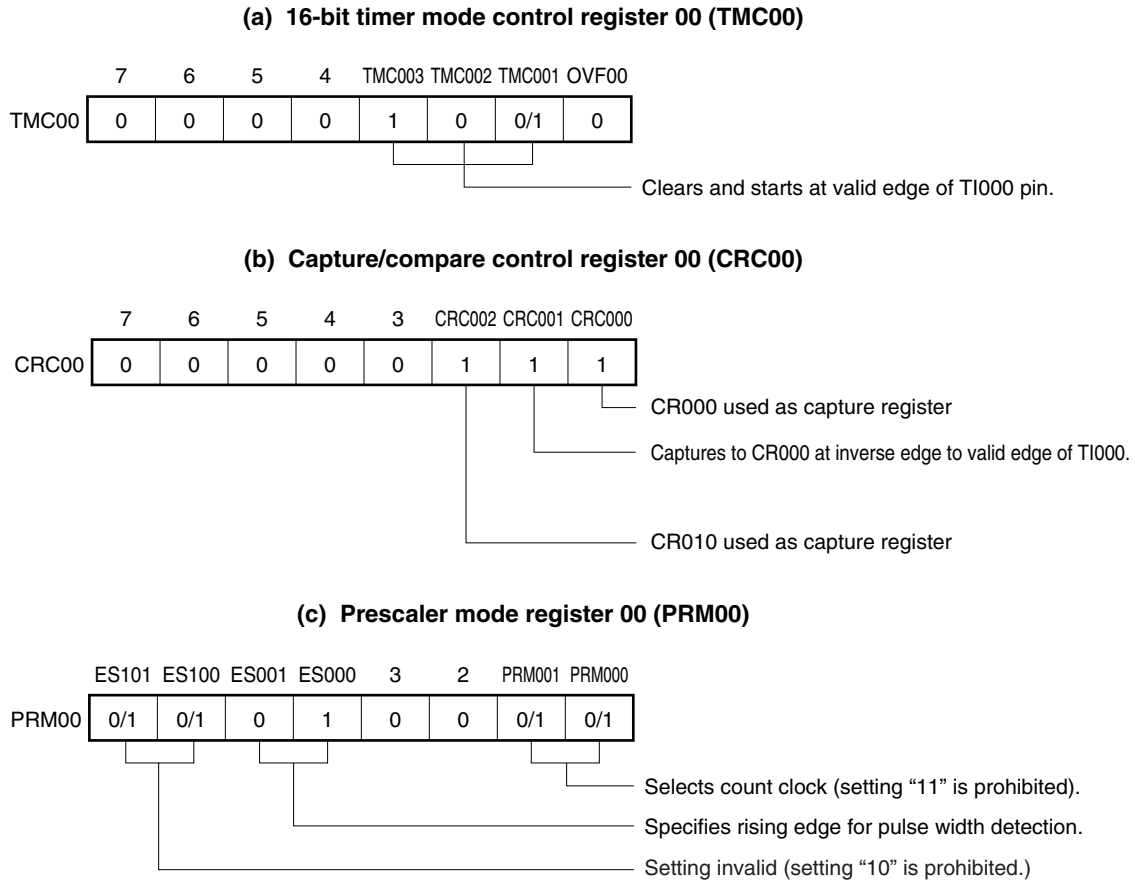 (a) 16-bit timer mode control register 00 (TMC00)
7 6 5 4 TMC003 TMC002 TMC001 OVF00
TMC00 0 0 0 0 1 0 0/1 0
Clears and starts at valid edge of TI000 pin.
(b) Capture/compare control register 00 (CRC00)
7 6 5 4 3 CRC002 CRC001 CRC000
CRC00 0 0 0 0 0 1 1 1
CR000 used as capture register
Captures to CR000 at inverse edge to valid edge of TI000.
CR010 used as capture register
(c) Prescaler mode register 00 (PRM00)
ES101 ES100 ES001 ES000 3 2 PRM001 PRM000
PRM00 0/1 0/1 0 1 0 0 0/1 0/1
Selects count clock (setting “11” is prohibited).
Specifies rising edge for pulse width detection.
Setting invalid (setting “10” is prohibited.)